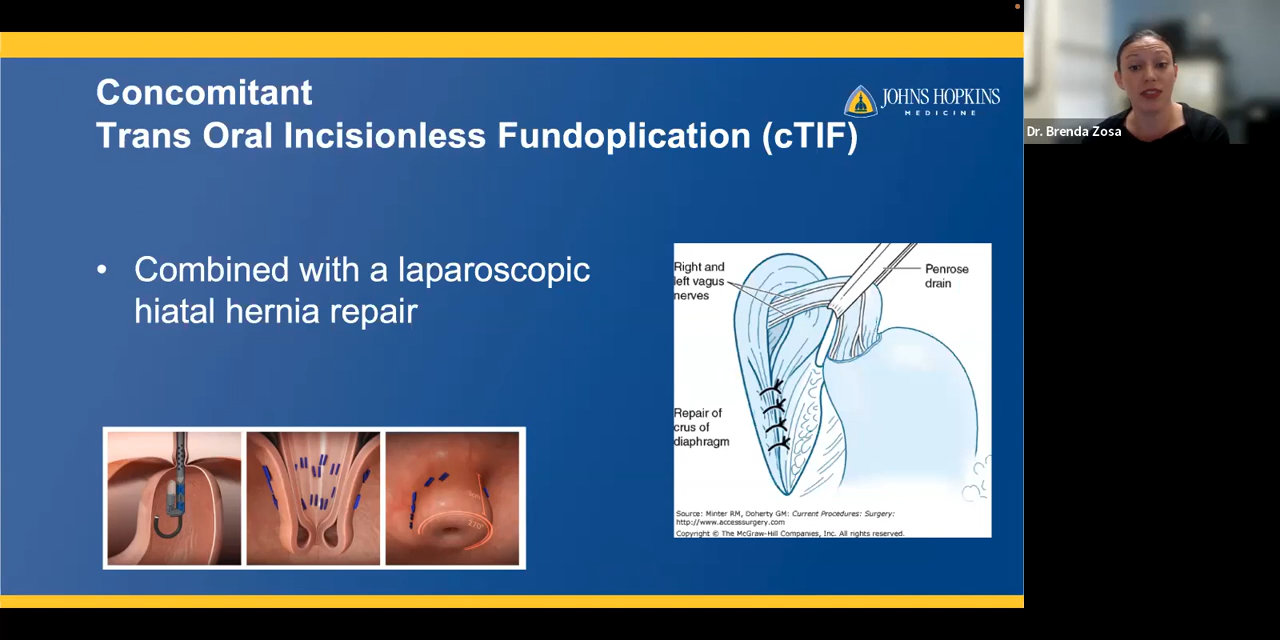 Concomitant
Trans Oral Incisionless Fundoplication (cTIF)
JOHNS HOPKINS
MEDICINE
Dr. Brenda Zosa
• Combined with a laparoscopic
hiatal hernia repair
Right and
left vagus
nerves
Penrose
drain
Repair of
crus of
diaphragm
Source: Minter RM, Doherty GM: Current Procedures: Surgery:
http://www.accesssurgery.com
Copyright © The McGraw-Hill Companies, Inc. All rights reserved.
270°